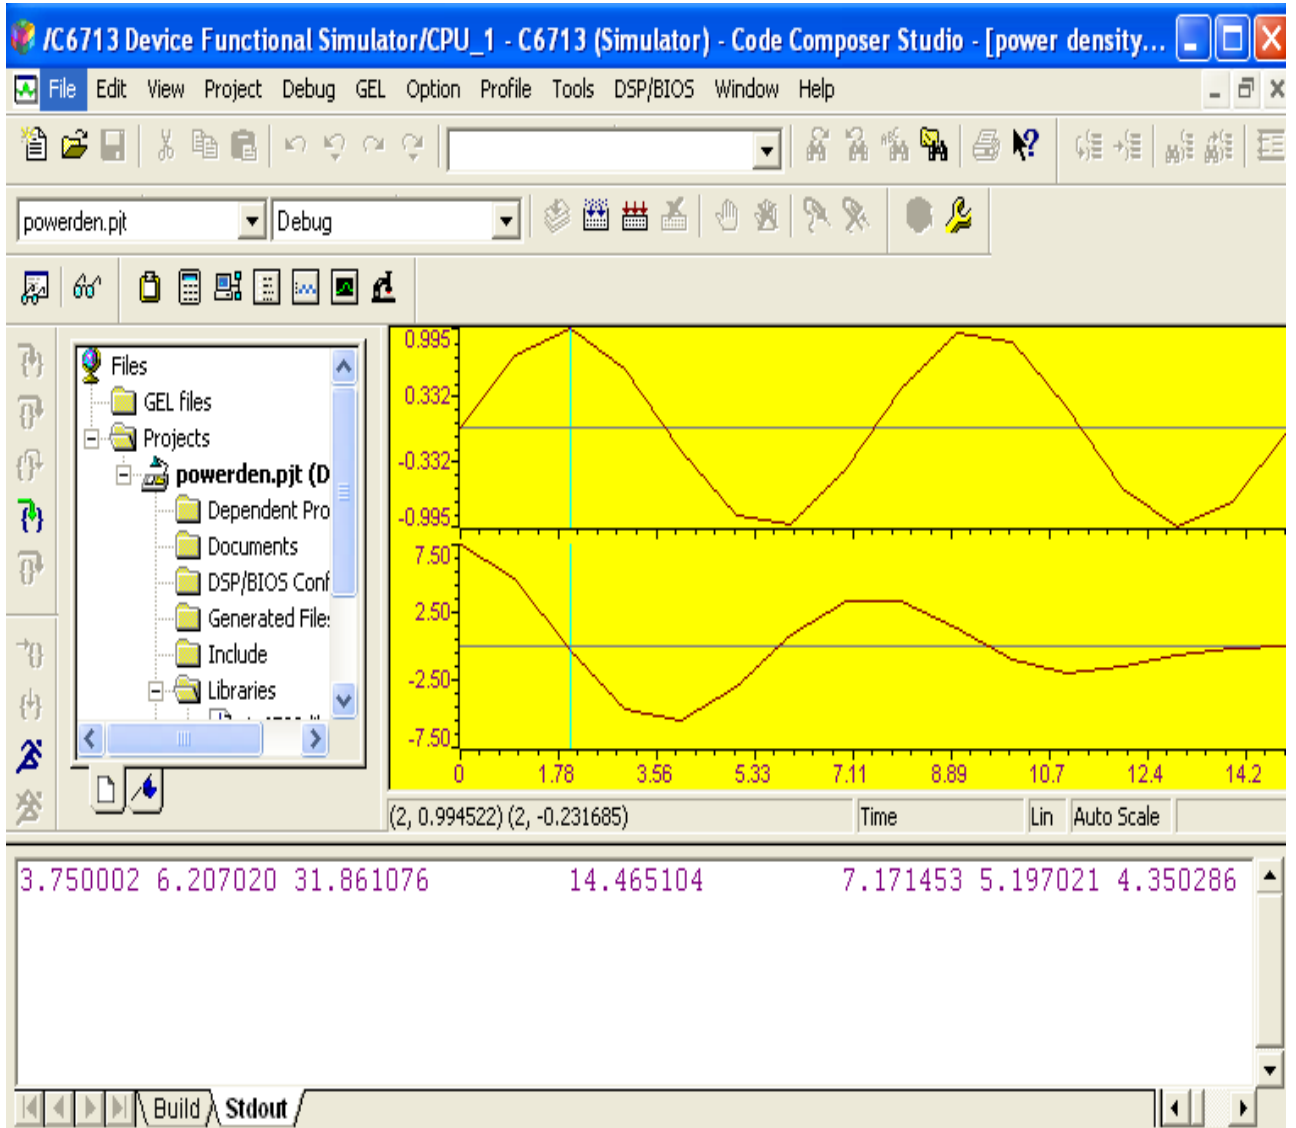 /C6713 Device Functional Simulator/CPU_1 - C6713 (Simulator) - Code Composer Studio - [power density...
File Edit View Project Debug GEL Option Profile Tools DSP/BIOS Window Help
powerden.pjt Debug
Files
GEL files
Projects
powerden.pjt (D
Dependent Pro
Documents
DSP/BIOS Conf
Generated File:
Include
Libraries
0.995
0.332
-0.332
-0.995
7.50
2.50
-2.50
-7.50
0 1.78 3.56 5.33 7.11 8.89 10.7 12.4 14.2
(2, 0.994522) (2, -0.231685) Time Lin Auto Scale
3.750002 6.207020 31.861076 14.465104 7.171453 5.197021 4.350286
Build Stdout